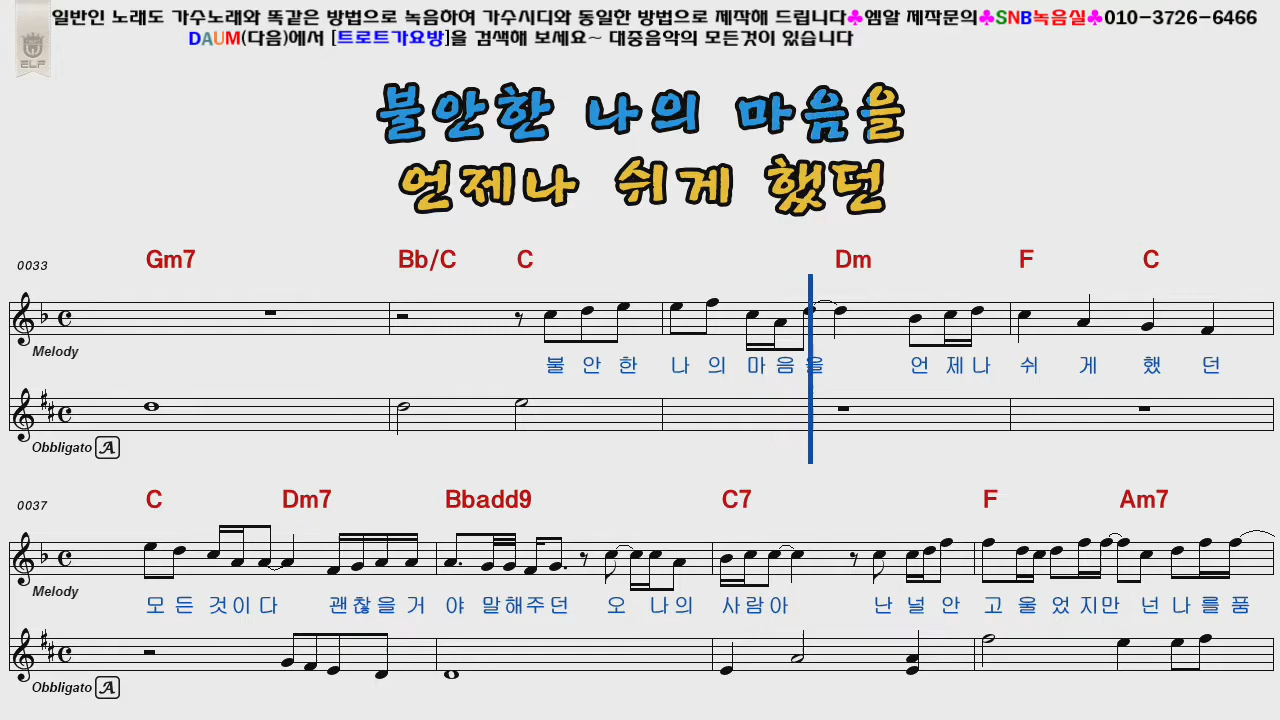 일반인 노래도 가수노래와 똑같은 방법으로 녹음하여 가수시디와 동일한 방법으로 제작해 드립니다♣엠알 제작문의♣SNB녹음실♣010-3726-6466
DAUM(다음)에서 [트로트가요방]을 검색해 보세요~ 대중음악의 모든것이 있습니다
ELF
불안한 나의 마음을
언제나 쉬게 했던
0033 Gm7 Bb/C C Dm F C
Melody
불 안 한 나 의 마 음 을 언 제 나 쉬 게 했 던
Obbligato A
0037 C Dm7 Bbadd9 C7 F Am7
Melody
모 든 것 이 다 괜 찮 을 거 야 말 해 주 던 오 나 의 사 람 아 난 널 안 고 울 었 지 만 넌 나 를 품
Obbligato A